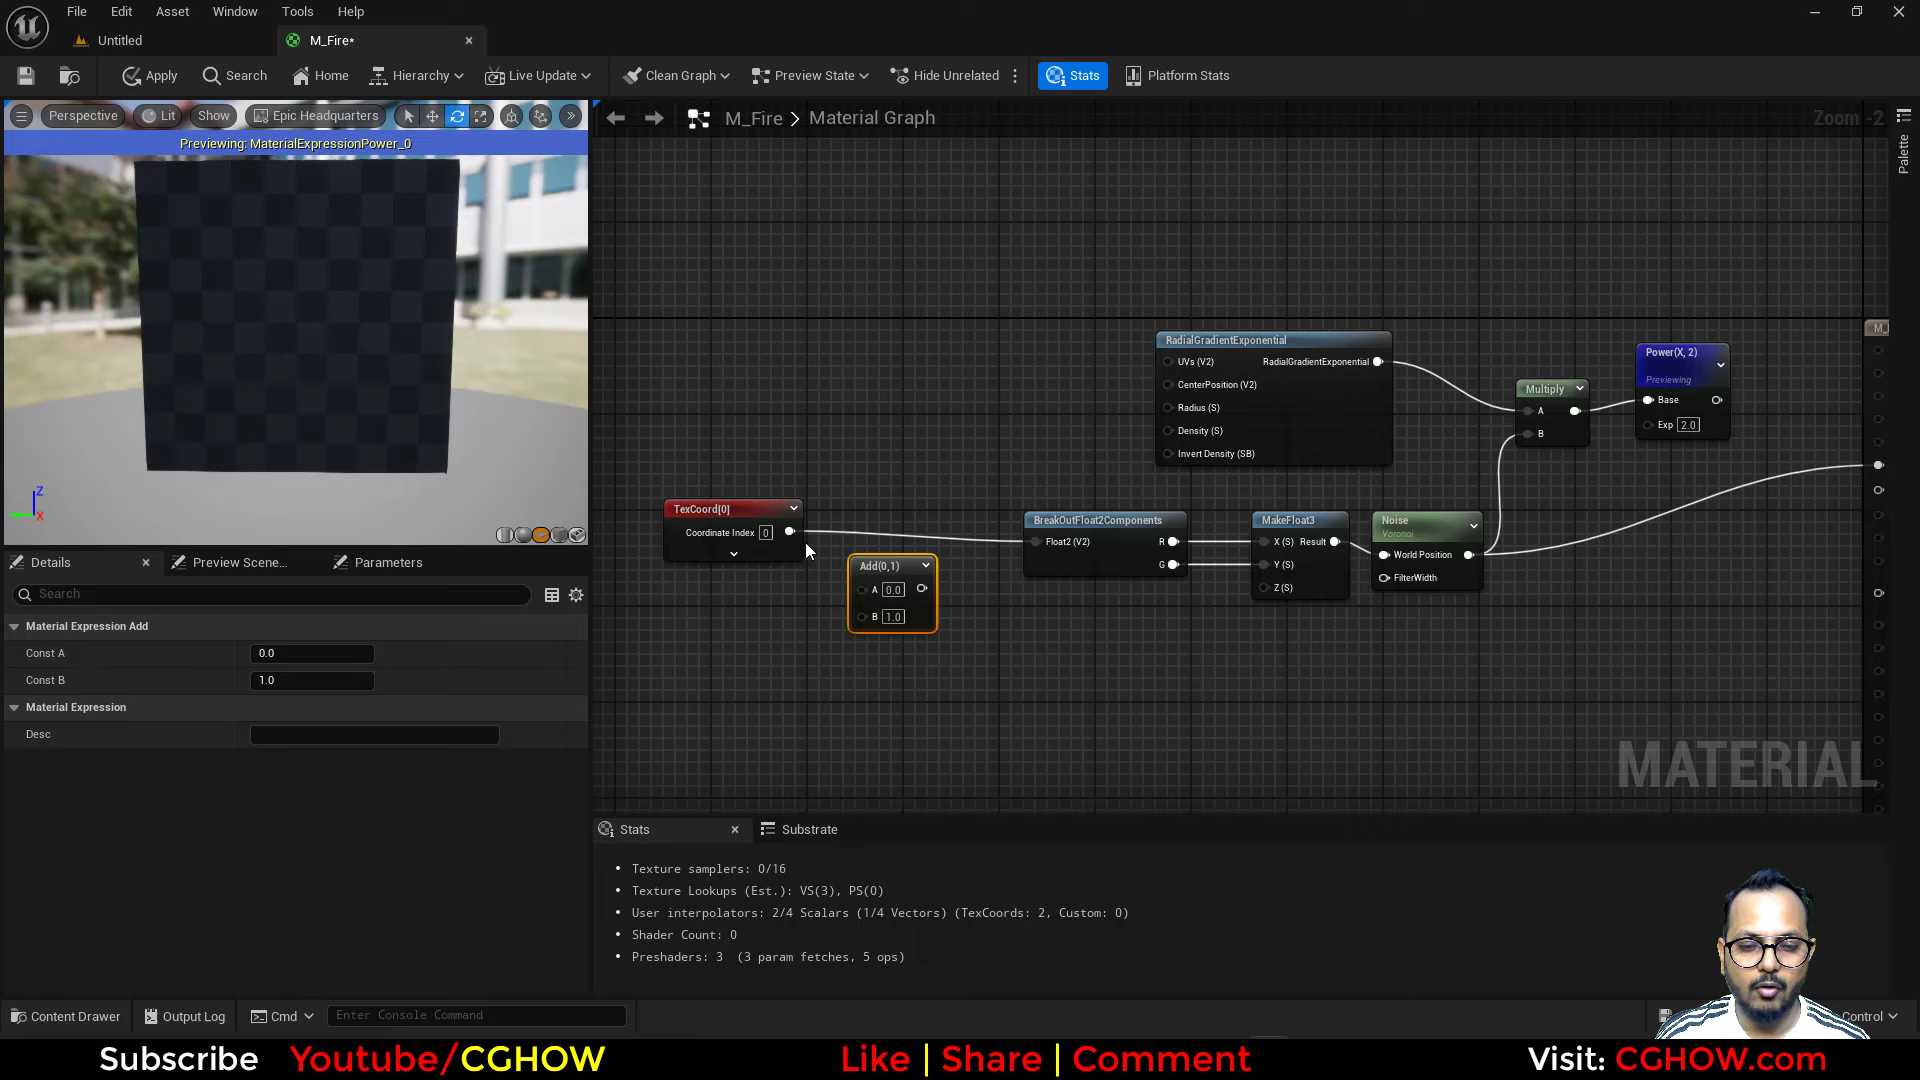 File Edit Asset Window Tools Help
Untitled
M_Fire*
Apply Search Home Hierarchy Live Update Clean Graph Preview State Hide Unrelated Stats Platform Stats
Perspective Lit Show Epic Headquarters
Previewing: MaterialExpressionPower_0
M_Fire > Material Graph
Zoom -2
Palette
Z
X
RadialGradientExponential
UVs (V2) RadialGradientExponential
CenterPosition (V2)
Radius (S)
Density (S)
Invert Density (SB)
Multiply
A
B
Power(X, 2)
Previewing
Base
Exp 2.0
M_
TexCoord[0]
Coordinate Index 0
Add(0,1)
A 0.0
B 1.0
BreakOutFloat2Components
Float2 (V2) R
G
MakeFloat3
X (S) Result
Y (S)
Z (S)
Noise
Voronoi
World Position
FilterWidth
MATERIAL
Details
Preview Scene...
Parameters
Search
Material Expression Add
Const A 0.0
Const B 1.0
Material Expression
Desc
Stats
Substrate
• Texture samplers: 0/16
• Texture Lookups (Est.): VS(3), PS(0)
• User interpolators: 2/4 Scalars (1/4 Vectors) (TexCoords: 2, Custom: 0)
• Shader Count: 0
• Preshaders: 3 (3 param fetches, 5 ops)
Content Drawer Output Log Cmd Enter Console Command
Control
Subscribe Youtube/CGHOW Like | Share | Comment Visit: CGHOW.com